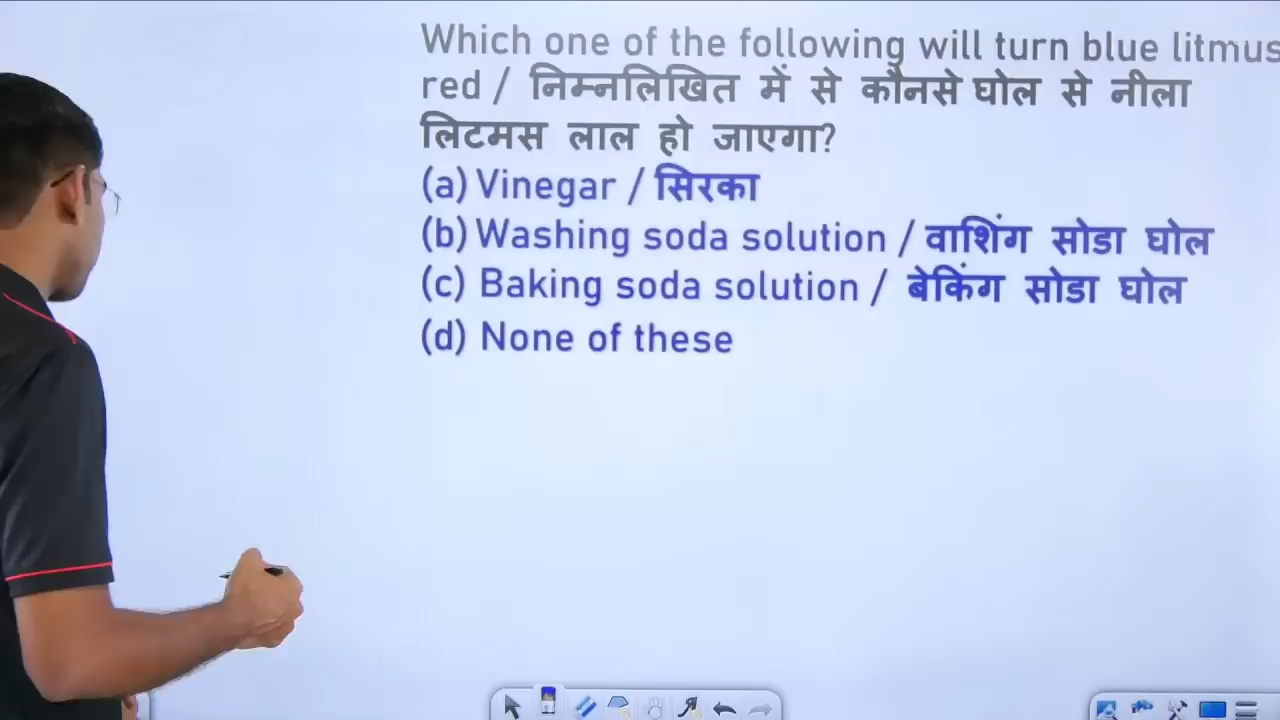 Which one of the following will turn blue litmus
red / निम्नलिखित में से कौनसे घोल से नीला
लिटमस लाल हो जाएगा?
(a) Vinegar / सिरका
(b) Washing soda solution / वाशिंग सोडा घोल
(c) Baking soda solution / बेकिंग सोडा घोल
(d) None of these